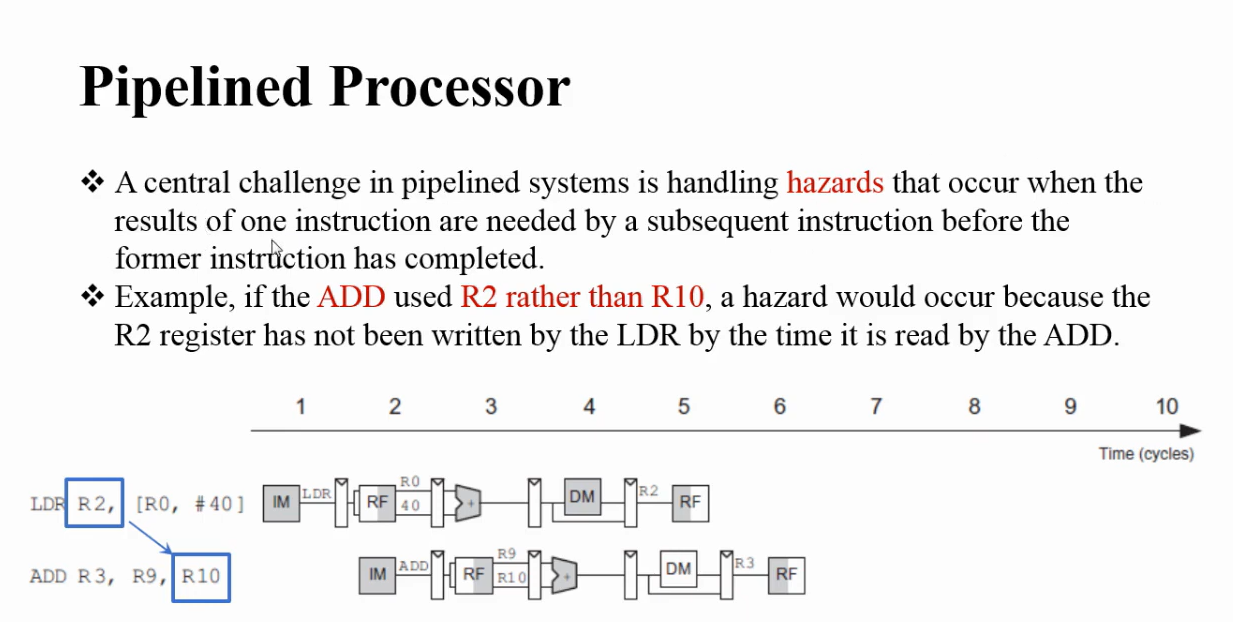 Pipelined Processor
❖ A central challenge in pipelined systems is handling hazards that occur when the
results of one instruction are needed by a subsequent instruction before the
former instruction has completed.
❖ Example, if the ADD used R2 rather than R10, a hazard would occur because the
R2 register has not been written by the LDR by the time it is read by the ADD.
1 2 3 4 5 6 7 8 9 10
Time (cycles)
LDR R2, [R0, #40] IM LDR RF R0 40 + DM R2 RF
ADD R3, R9, R10 IM ADD RF R9 R10 + DM R3 RF